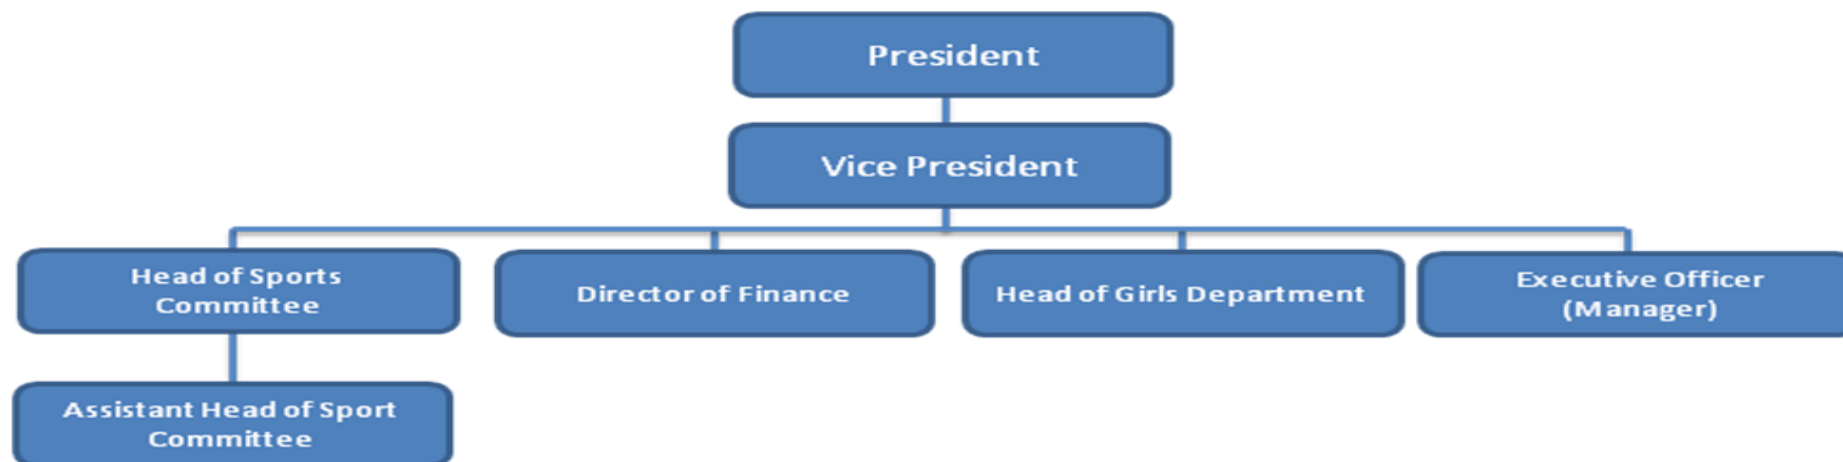 President
Vice President
Head of Sports
Committee
Director of Finance
Head of Girls Department
Executive Officer
(Manager)
Assistant Head of Sport
Committee